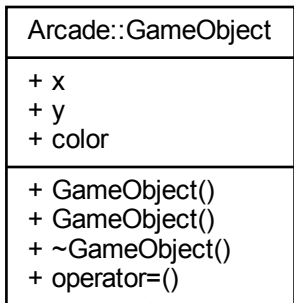 Arcade::GameObject
+ x
+ y
+ color
+ GameObject()
+ GameObject()
+ ~GameObject()
+ operator=()